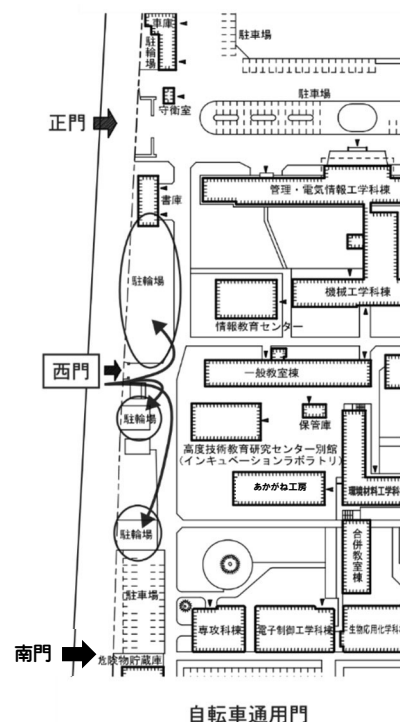 車庫
駐輪場
駐車場
駐車場
守衛室
正門
管理・電気情報工学科棟
書庫
駐輪場
機械工学科棟
情報教育センター
西門
一般教室棟
駐輪場
保管庫
高度技術教育研究センター別館
(インキュベーションラボラトリ)
あかがね工房
環境材料工学科
合併教室棟
駐輪場
駐車場
専攻科棟
電子制御工学科棟
生物応用化学科
南門
危険物貯蔵庫
自転車通用門